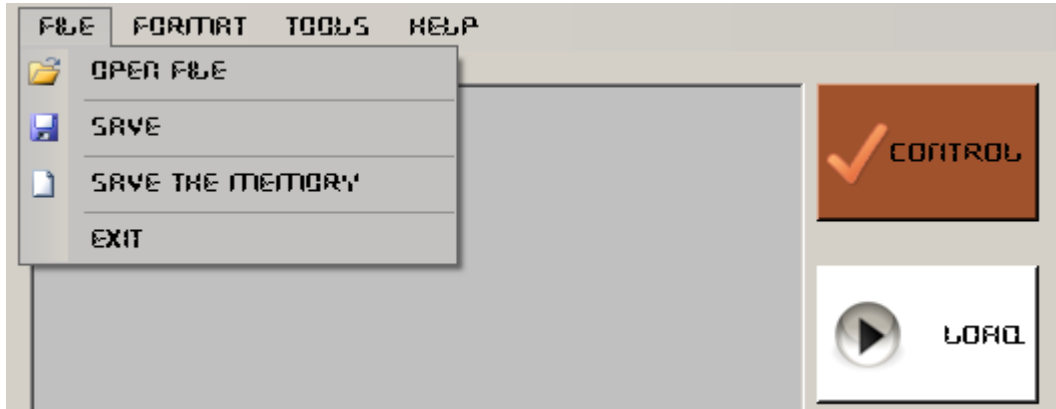 FILE FORMAT TOOLS HELP
OPEN FILE
SAVE
SAVE THE MEMORY
EXIT
CONTROL
LOAD